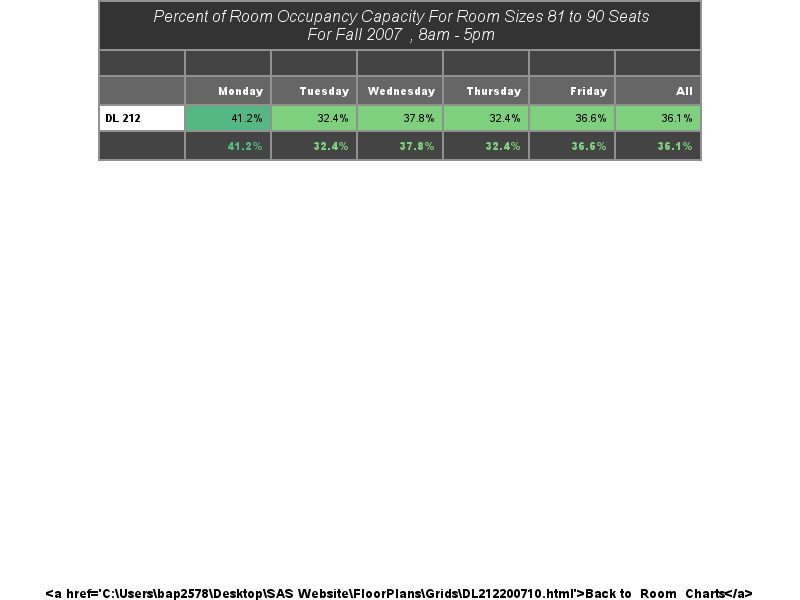 Percent of Room Occupancy Capacity For Room Sizes 81 to 90 Seats
For Fall 2007 , 8am - 5pm
Monday Tuesday Wednesday Thursday Friday All
DL 212 41.2% 32.4% 37.8% 32.4% 36.6% 36.1%
41.2% 32.4% 37.8% 32.4% 36.6% 36.1%
<a href='C:\Users\bap2578\Desktop\SAS Website\FloorPlans\Grids\DL212200710.html'>Back to Room Charts</a>